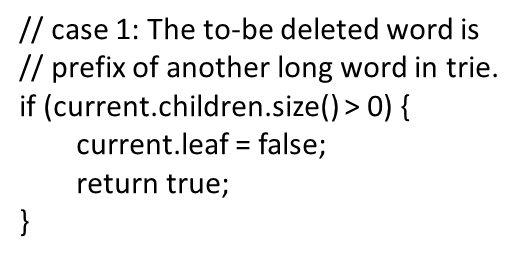 // case 1: The to-be deleted word is
// prefix of another long word in trie.
if (current.children.size() > 0) {
current.leaf = false;
return true;
}